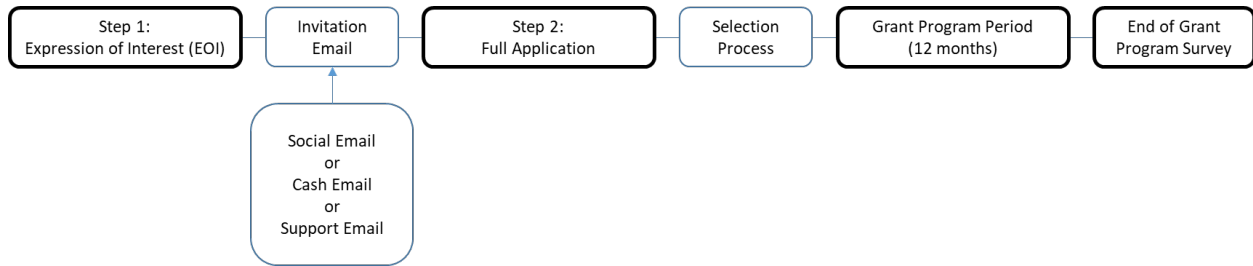 Step 1:
Expression of Interest (EOI)
Invitation
Email
Step 2:
Full Application
Selection
Process
Grant Program Period
(12 months)
End of Grant
Program Survey
Social Email
or
Cash Email
or
Support Email